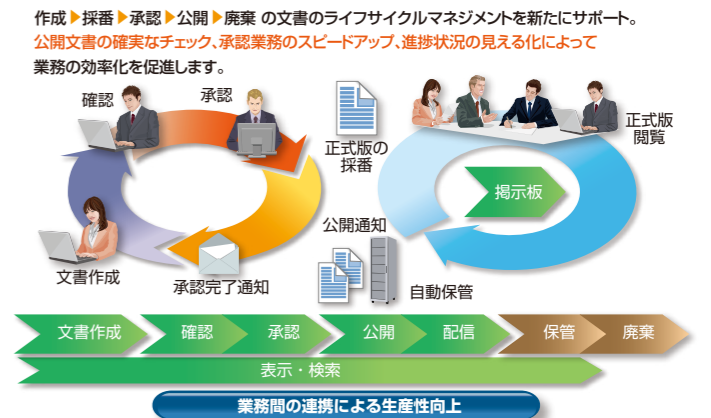 作成▶採番▶承認▶公開▶廃棄 の文書のライフサイクルマネジメントを新たにサポート。
公開文書の確実なチェック、承認業務のスピードアップ、進捗状況の見える化によって
業務の効率化を促進します。
確認
承認
正式版の
採番
正式版
閲覧
掲示板
文書作成
承認完了通知
公開通知
自動保管
文書作成
確認
承認
公開
配信
保管
廃棄
表示・検索
業務間の連携による生産性向上